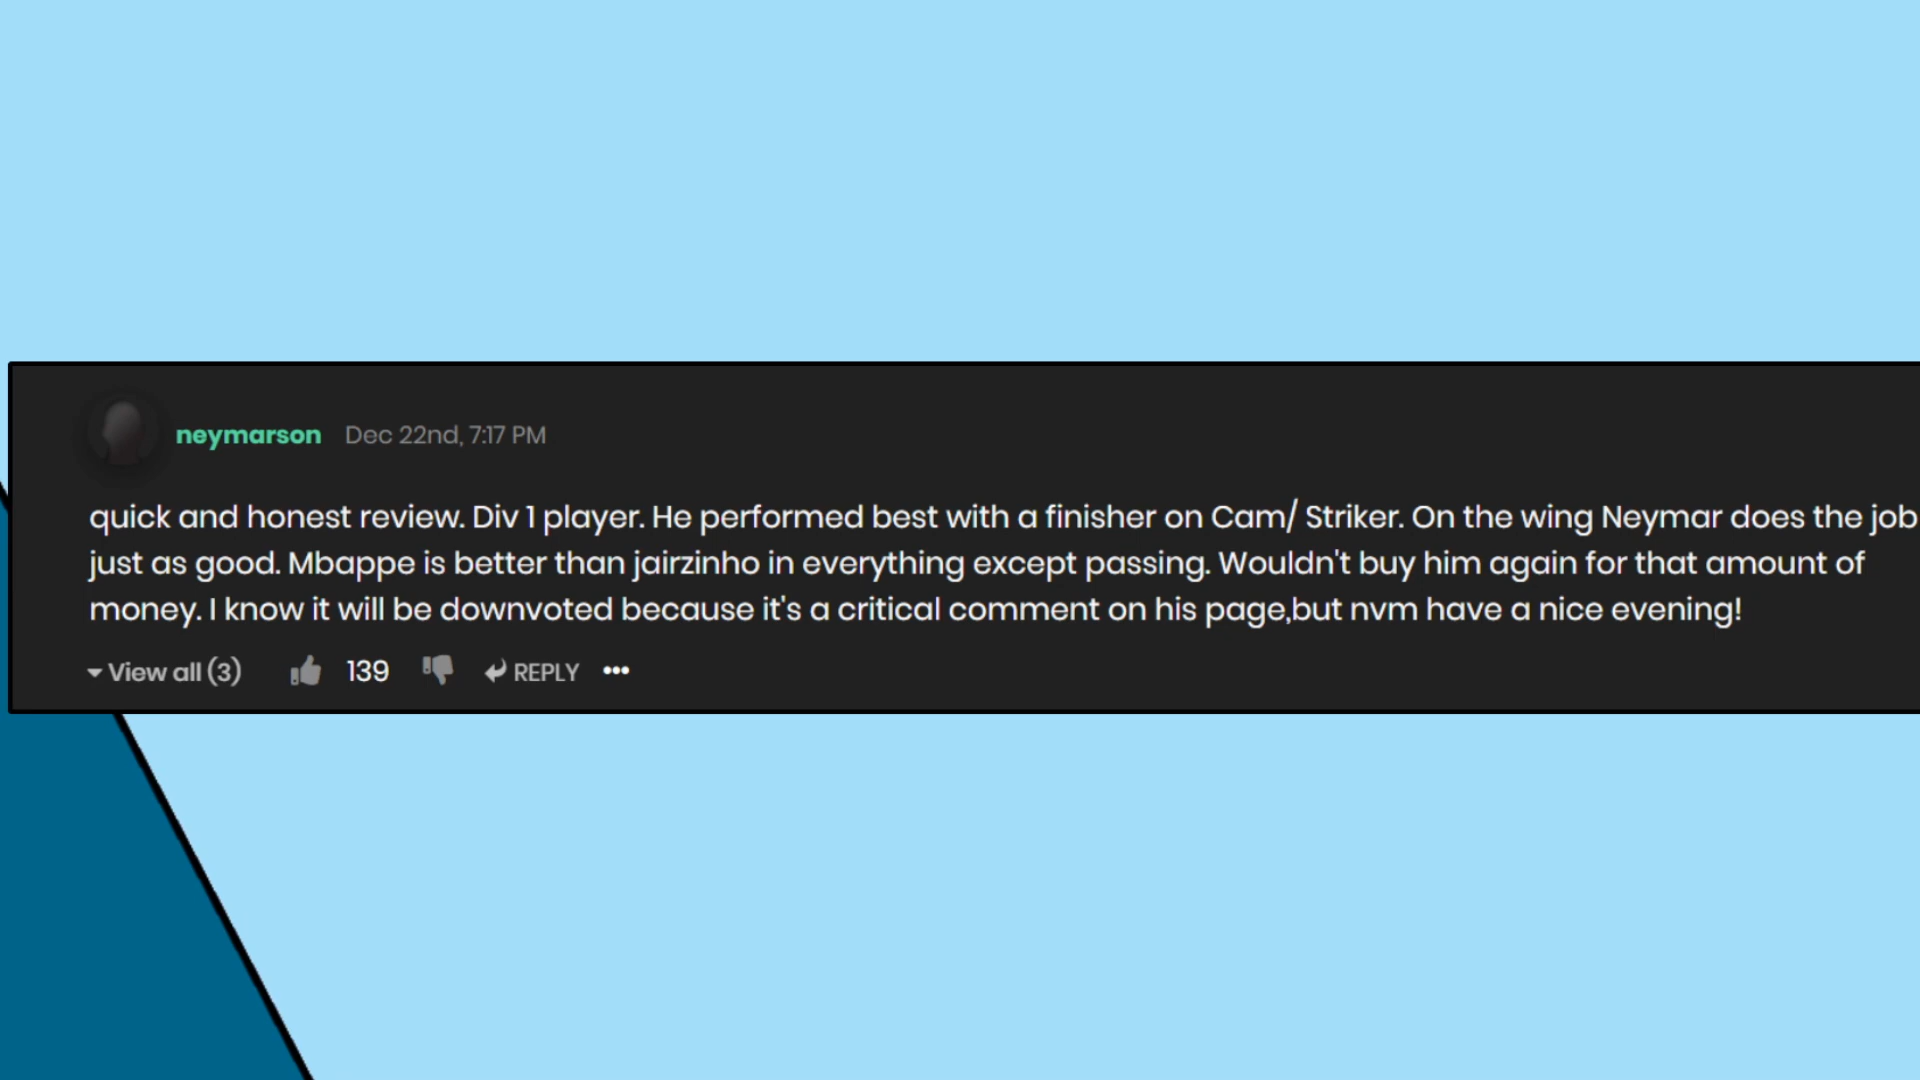 neymarson Dec 22nd, 7:17 PM
quick and honest review. Div 1 player. He performed best with a finisher on Cam/ Striker. On the wing Neymar does the job
just as good. Mbappe is better than jairzinho in everything except passing. Wouldn't buy him again for that amount of
money. I know it will be downvoted because it's a critical comment on his page,but nvm have a nice evening!
View all (3) 139 REPLY •••